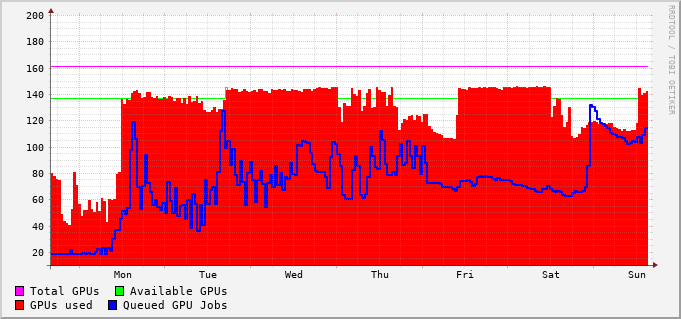 200
180
160
140
120
100
80
60
40
20
Mon Tue Wed Thu Fri Sat Sun
Total GPUs Available GPUs
GPUs used Queued GPU Jobs
RRDTOOL / TOBI OETIKER